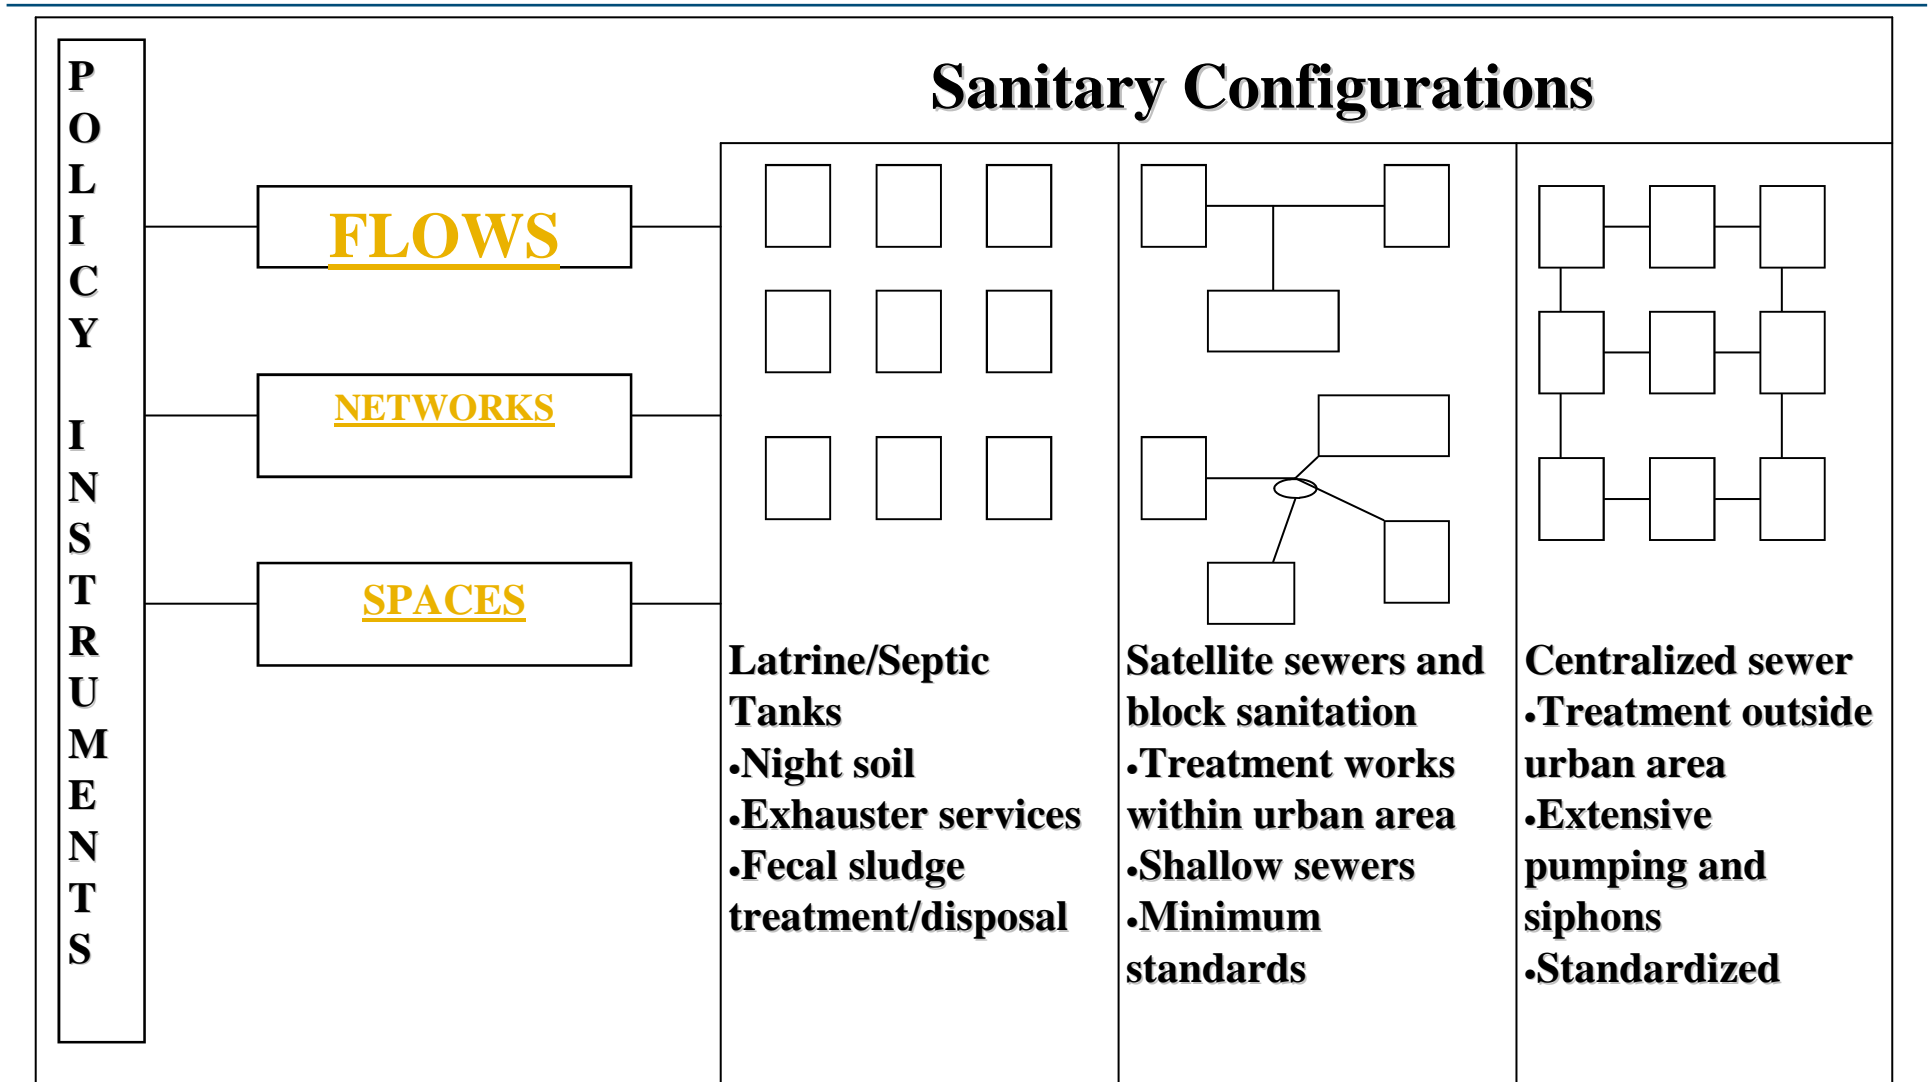 POLICY INSTRUMENTS
Sanitary Configurations
FLOWS
NETWORKS
SPACES
Latrine/Septic
Tanks
•Night soil
•Exhauster services
•Fecal sludge
treatment/disposal
Satellite sewers and
block sanitation
•Treatment works
within urban area
•Shallow sewers
•Minimum
standards
Centralized sewer
•Treatment outside
urban area
•Extensive
pumping and
siphons
•Standardized